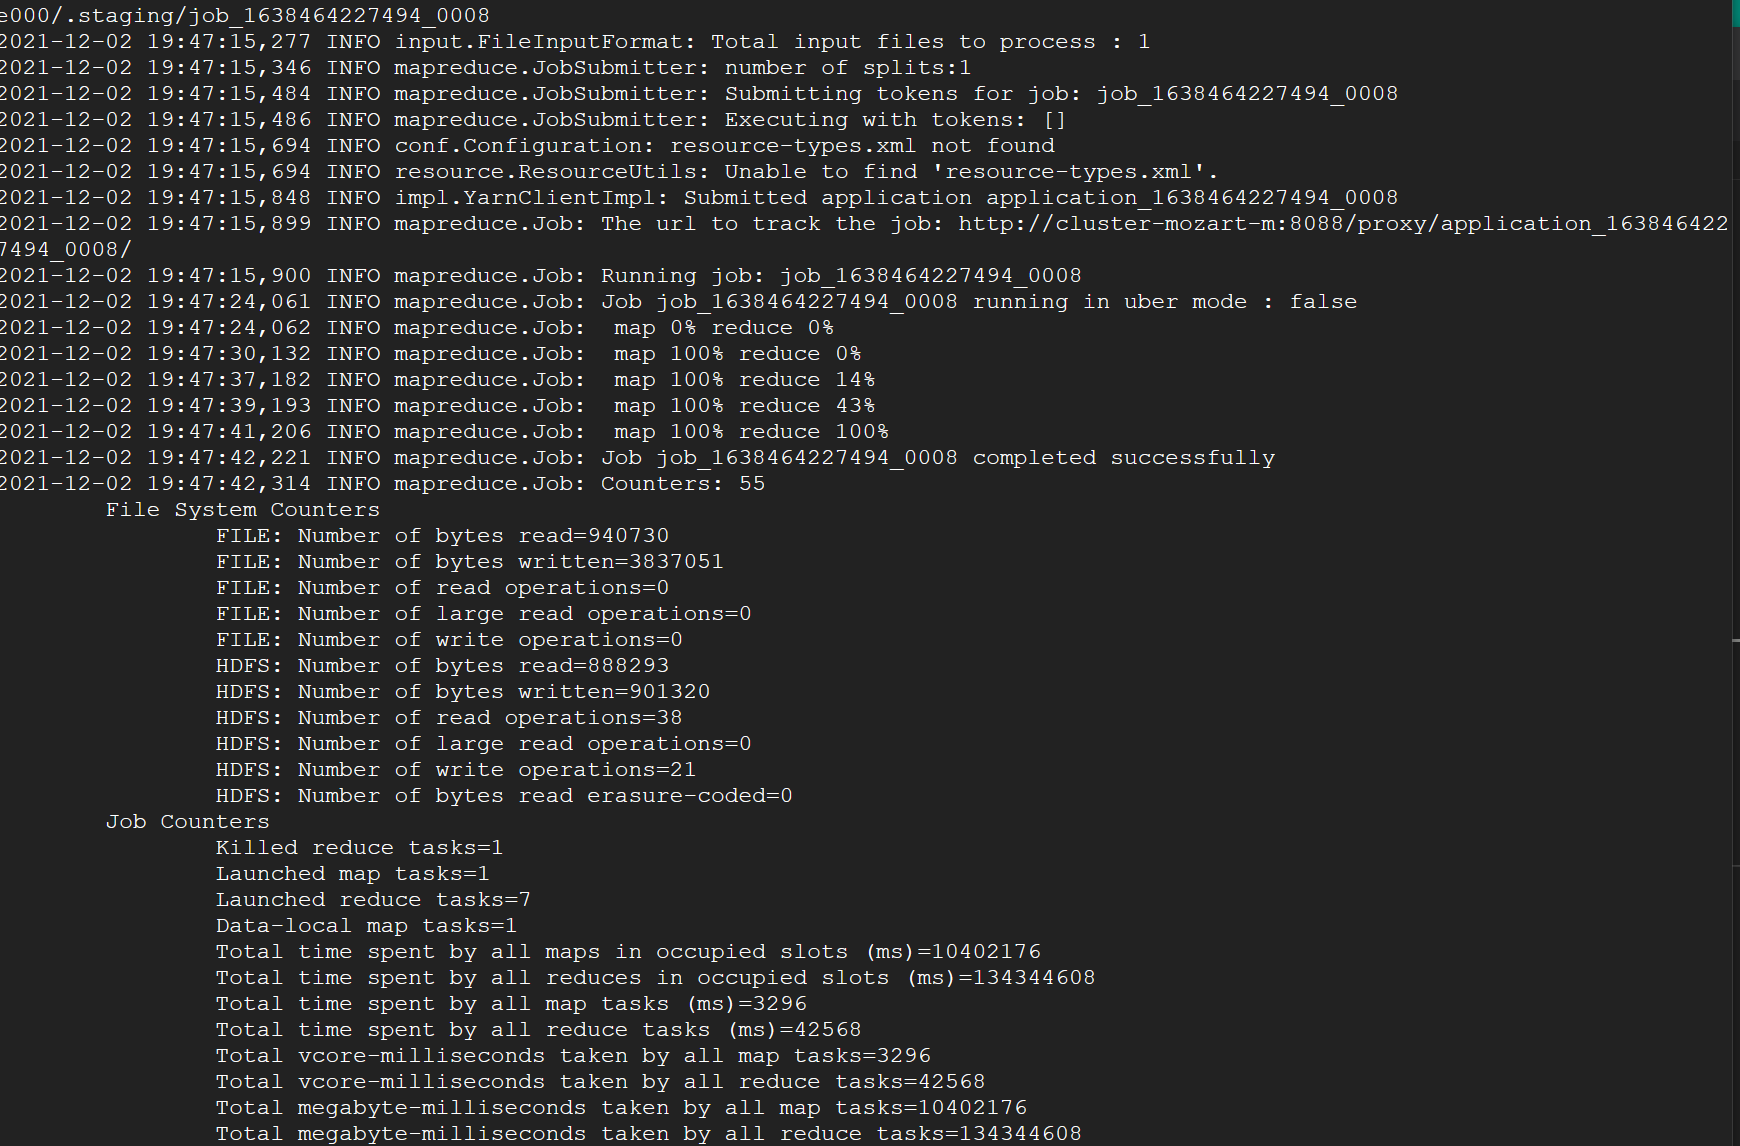 e000/.staging/job_1638464227494_0008
2021-12-02 19:47:15,277 INFO input.FileInputFormat: Total input files to process : 1
2021-12-02 19:47:15,346 INFO mapreduce.JobSubmitter: number of splits:1
2021-12-02 19:47:15,484 INFO mapreduce.JobSubmitter: Submitting tokens for job: job_1638464227494_0008
2021-12-02 19:47:15,486 INFO mapreduce.JobSubmitter: Executing with tokens: []
2021-12-02 19:47:15,694 INFO conf.Configuration: resource-types.xml not found
2021-12-02 19:47:15,694 INFO resource.ResourceUtils: Unable to find 'resource-types.xml'.
2021-12-02 19:47:15,848 INFO impl.YarnClientImpl: Submitted application application_1638464227494_0008
2021-12-02 19:47:15,899 INFO mapreduce.Job: The url to track the job: http://cluster-mozart-m:8088/proxy/application_163846422
7494_0008/
2021-12-02 19:47:15,900 INFO mapreduce.Job: Running job: job_1638464227494_0008
2021-12-02 19:47:24,061 INFO mapreduce.Job: Job job_1638464227494_0008 running in uber mode : false
2021-12-02 19:47:24,062 INFO mapreduce.Job:  map 0% reduce 0%
2021-12-02 19:47:30,132 INFO mapreduce.Job:  map 100% reduce 0%
2021-12-02 19:47:37,182 INFO mapreduce.Job:  map 100% reduce 14%
2021-12-02 19:47:39,193 INFO mapreduce.Job:  map 100% reduce 43%
2021-12-02 19:47:41,206 INFO mapreduce.Job:  map 100% reduce 100%
2021-12-02 19:47:42,221 INFO mapreduce.Job: Job job_1638464227494_0008 completed successfully
2021-12-02 19:47:42,314 INFO mapreduce.Job: Counters: 55
File System Counters
FILE: Number of bytes read=940730
FILE: Number of bytes written=3837051
FILE: Number of read operations=0
FILE: Number of large read operations=0
FILE: Number of write operations=0
HDFS: Number of bytes read=888293
HDFS: Number of bytes written=901320
HDFS: Number of read operations=38
HDFS: Number of large read operations=0
HDFS: Number of write operations=21
HDFS: Number of bytes read erasure-coded=0
Job Counters
Killed reduce tasks=1
Launched map tasks=1
Launched reduce tasks=7
Data-local map tasks=1
Total time spent by all maps in occupied slots (ms)=10402176
Total time spent by all reduces in occupied slots (ms)=134344608
Total time spent by all map tasks (ms)=3296
Total time spent by all reduce tasks (ms)=42568
Total vcore-milliseconds taken by all map tasks=3296
Total vcore-milliseconds taken by all reduce tasks=42568
Total megabyte-milliseconds taken by all map tasks=10402176
Total megabyte-milliseconds taken by all reduce tasks=134344608